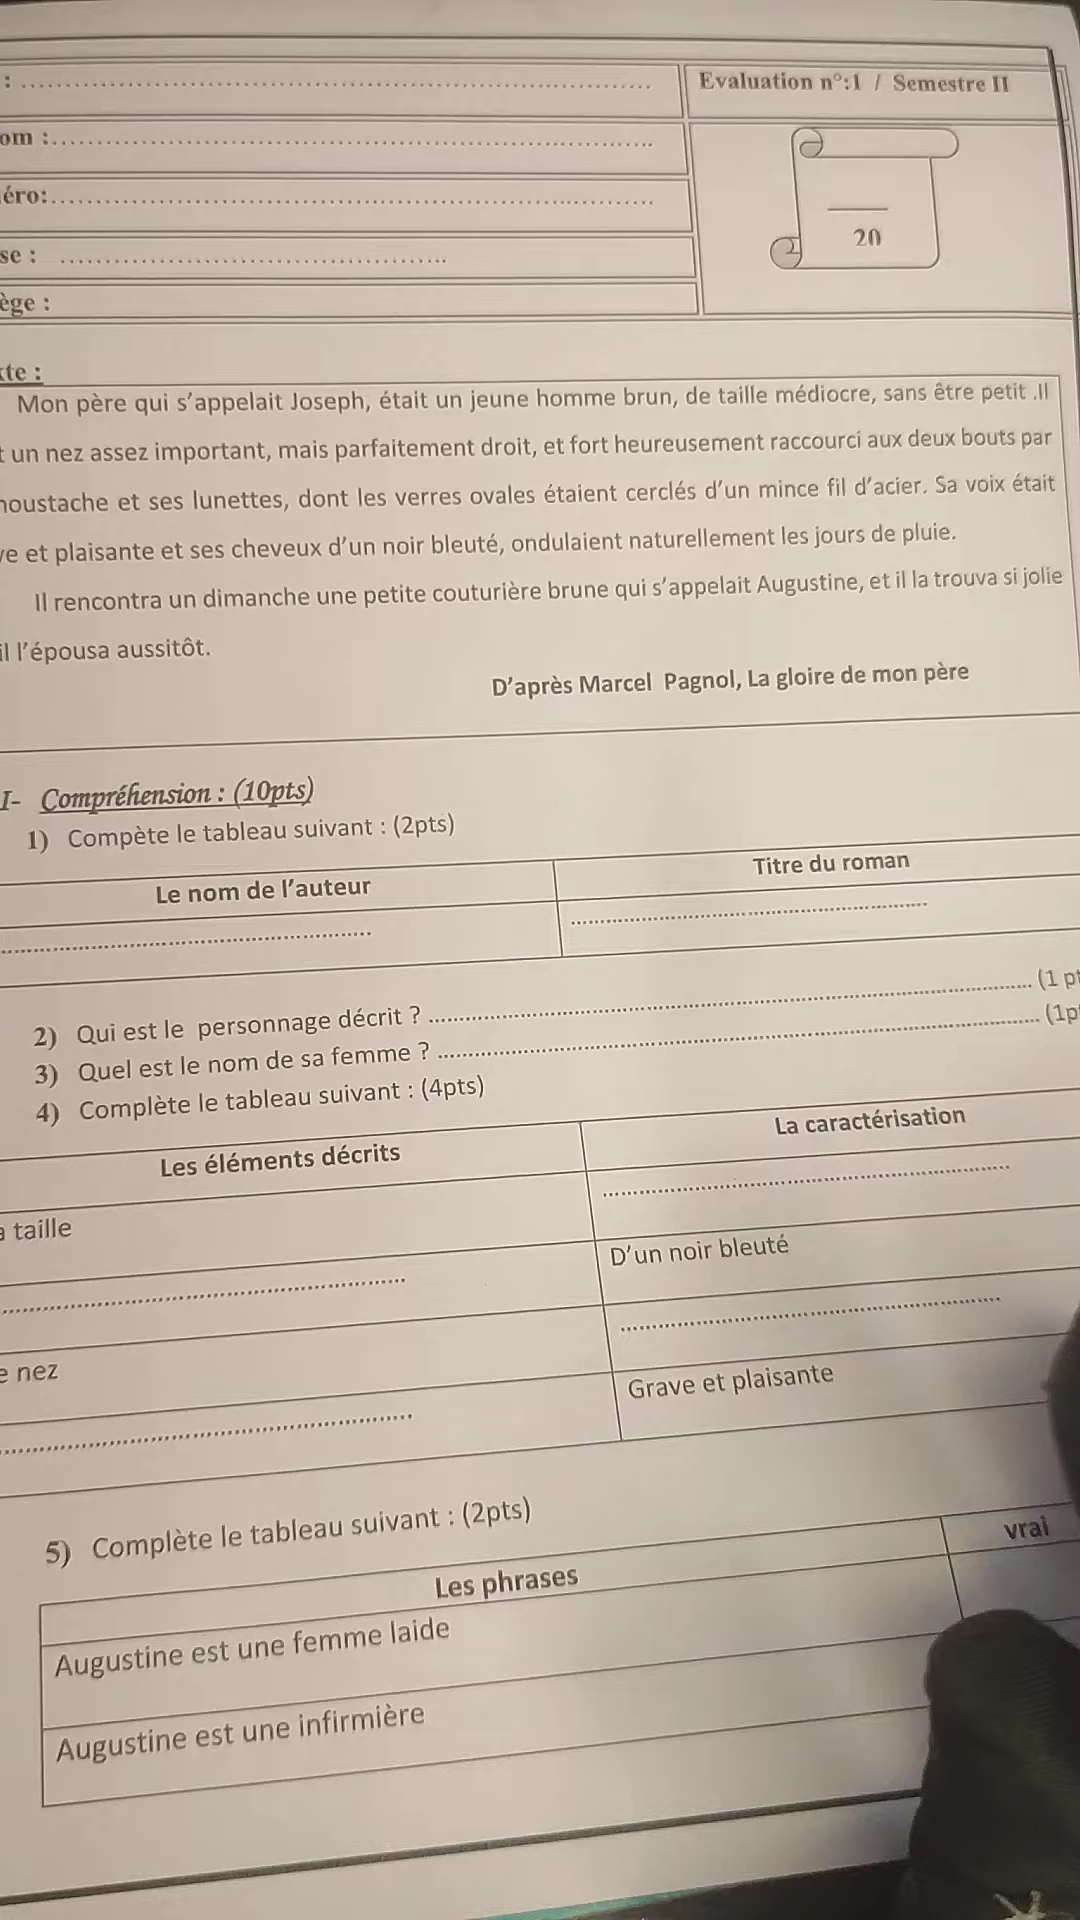 : ..........
Evaluation n°:1 / Semestre II
om :..........
éro:..........
20
se : ..........
ège :
xte :
Mon père qui s'appelait Joseph, était un jeune homme brun, de taille médiocre, sans être petit .Il
t un nez assez important, mais parfaitement droit, et fort heureusement raccourci aux deux bouts par
moustache et ses lunettes, dont les verres ovales étaient cerclés d'un mince fil d'acier. Sa voix était
ve et plaisante et ses cheveux d'un noir bleuté, ondulaient naturellement les jours de pluie.
Il rencontra un dimanche une petite couturière brune qui s'appelait Augustine, et il la trouva si jolie
il l'épousa aussitôt.
D'après Marcel Pagnol, La gloire de mon père
I- Compréhension : (10pts)
1) Compète le tableau suivant : (2pts)
Le nom de l'auteur
Titre du roman
..........
..........
2) Qui est le personnage décrit ? .......... (1 pt
3) Quel est le nom de sa femme ? .......... (1p
4) Complète le tableau suivant : (4pts)
Les éléments décrits
La caractérisation
a taille
..........
..........
D'un noir bleuté
e nez
..........
..........
Grave et plaisante
5) Complète le tableau suivant : (2pts)
Les phrases
vrai
Augustine est une femme laide
Augustine est une infirmière